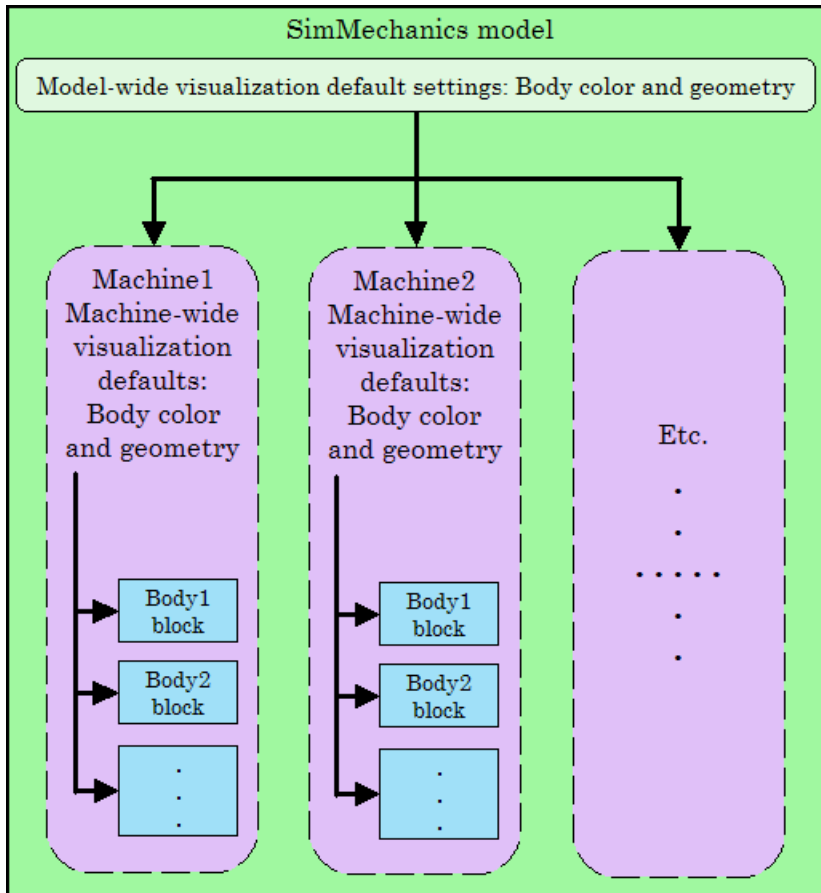 SimMechanics model
Model-wide visualization default settings: Body color and geometry
Machine1
Machine-wide
visualization
defaults:
Body color
and geometry
Body1
block
Body2
block
.
.
.
Machine2
Machine-wide
visualization
defaults:
Body color
and geometry
Body1
block
Body2
block
.
.
.
Etc.
.
.
.....
.
.